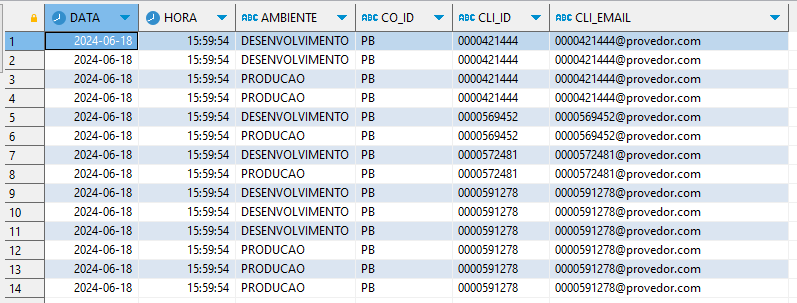 DATA HORA ABC AMBIENTE ABC CO_ID ABC CLI_ID ABC CLI_EMAIL
1 2024-06-18 15:59:54 DESENVOLVIMENTO PB 0000421444 0000421444@provedor.com
2 2024-06-18 15:59:54 DESENVOLVIMENTO PB 0000421444 0000421444@provedor.com
3 2024-06-18 15:59:54 PRODUCAO PB 0000421444 0000421444@provedor.com
4 2024-06-18 15:59:54 PRODUCAO PB 0000421444 0000421444@provedor.com
5 2024-06-18 15:59:54 DESENVOLVIMENTO PB 0000569452 0000569452@provedor.com
6 2024-06-18 15:59:54 PRODUCAO PB 0000569452 0000569452@provedor.com
7 2024-06-18 15:59:54 DESENVOLVIMENTO PB 0000572481 0000572481@provedor.com
8 2024-06-18 15:59:54 PRODUCAO PB 0000572481 0000572481@provedor.com
9 2024-06-18 15:59:54 DESENVOLVIMENTO PB 0000591278 0000591278@provedor.com
10 2024-06-18 15:59:54 DESENVOLVIMENTO PB 0000591278 0000591278@provedor.com
11 2024-06-18 15:59:54 DESENVOLVIMENTO PB 0000591278 0000591278@provedor.com
12 2024-06-18 15:59:54 PRODUCAO PB 0000591278 0000591278@provedor.com
13 2024-06-18 15:59:54 PRODUCAO PB 0000591278 0000591278@provedor.com
14 2024-06-18 15:59:54 PRODUCAO PB 0000591278 0000591278@provedor.com